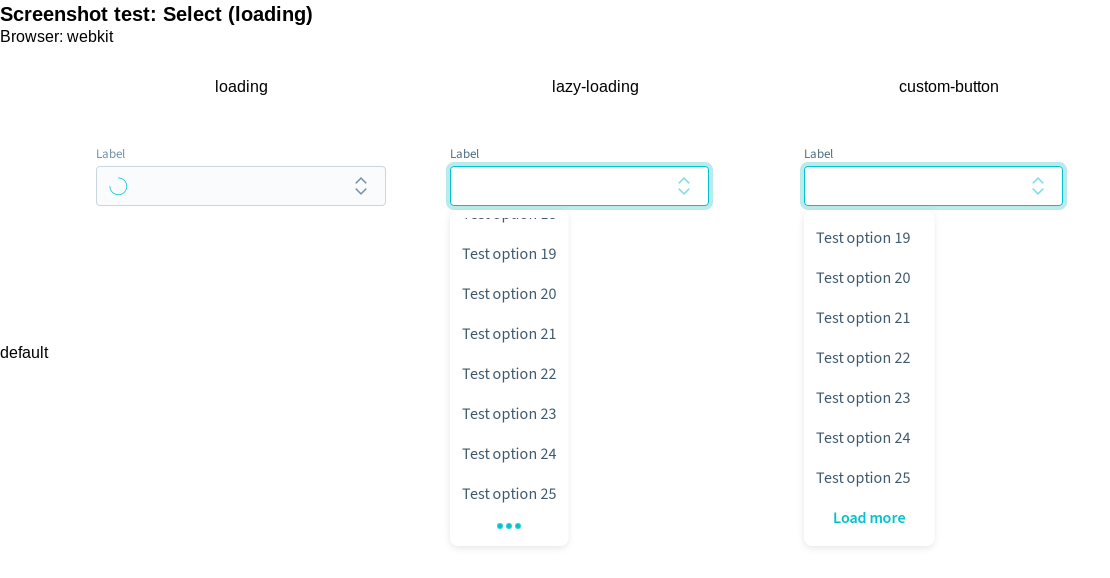 Screenshot test: Select (loading)
Browser: webkit
loading
lazy-loading
custom-button
default
Label
Label
Test option 19
Test option 20
Test option 21
Test option 22
Test option 23
Test option 24
Test option 25
Label
Test option 19
Test option 20
Test option 21
Test option 22
Test option 23
Test option 24
Test option 25
Load more